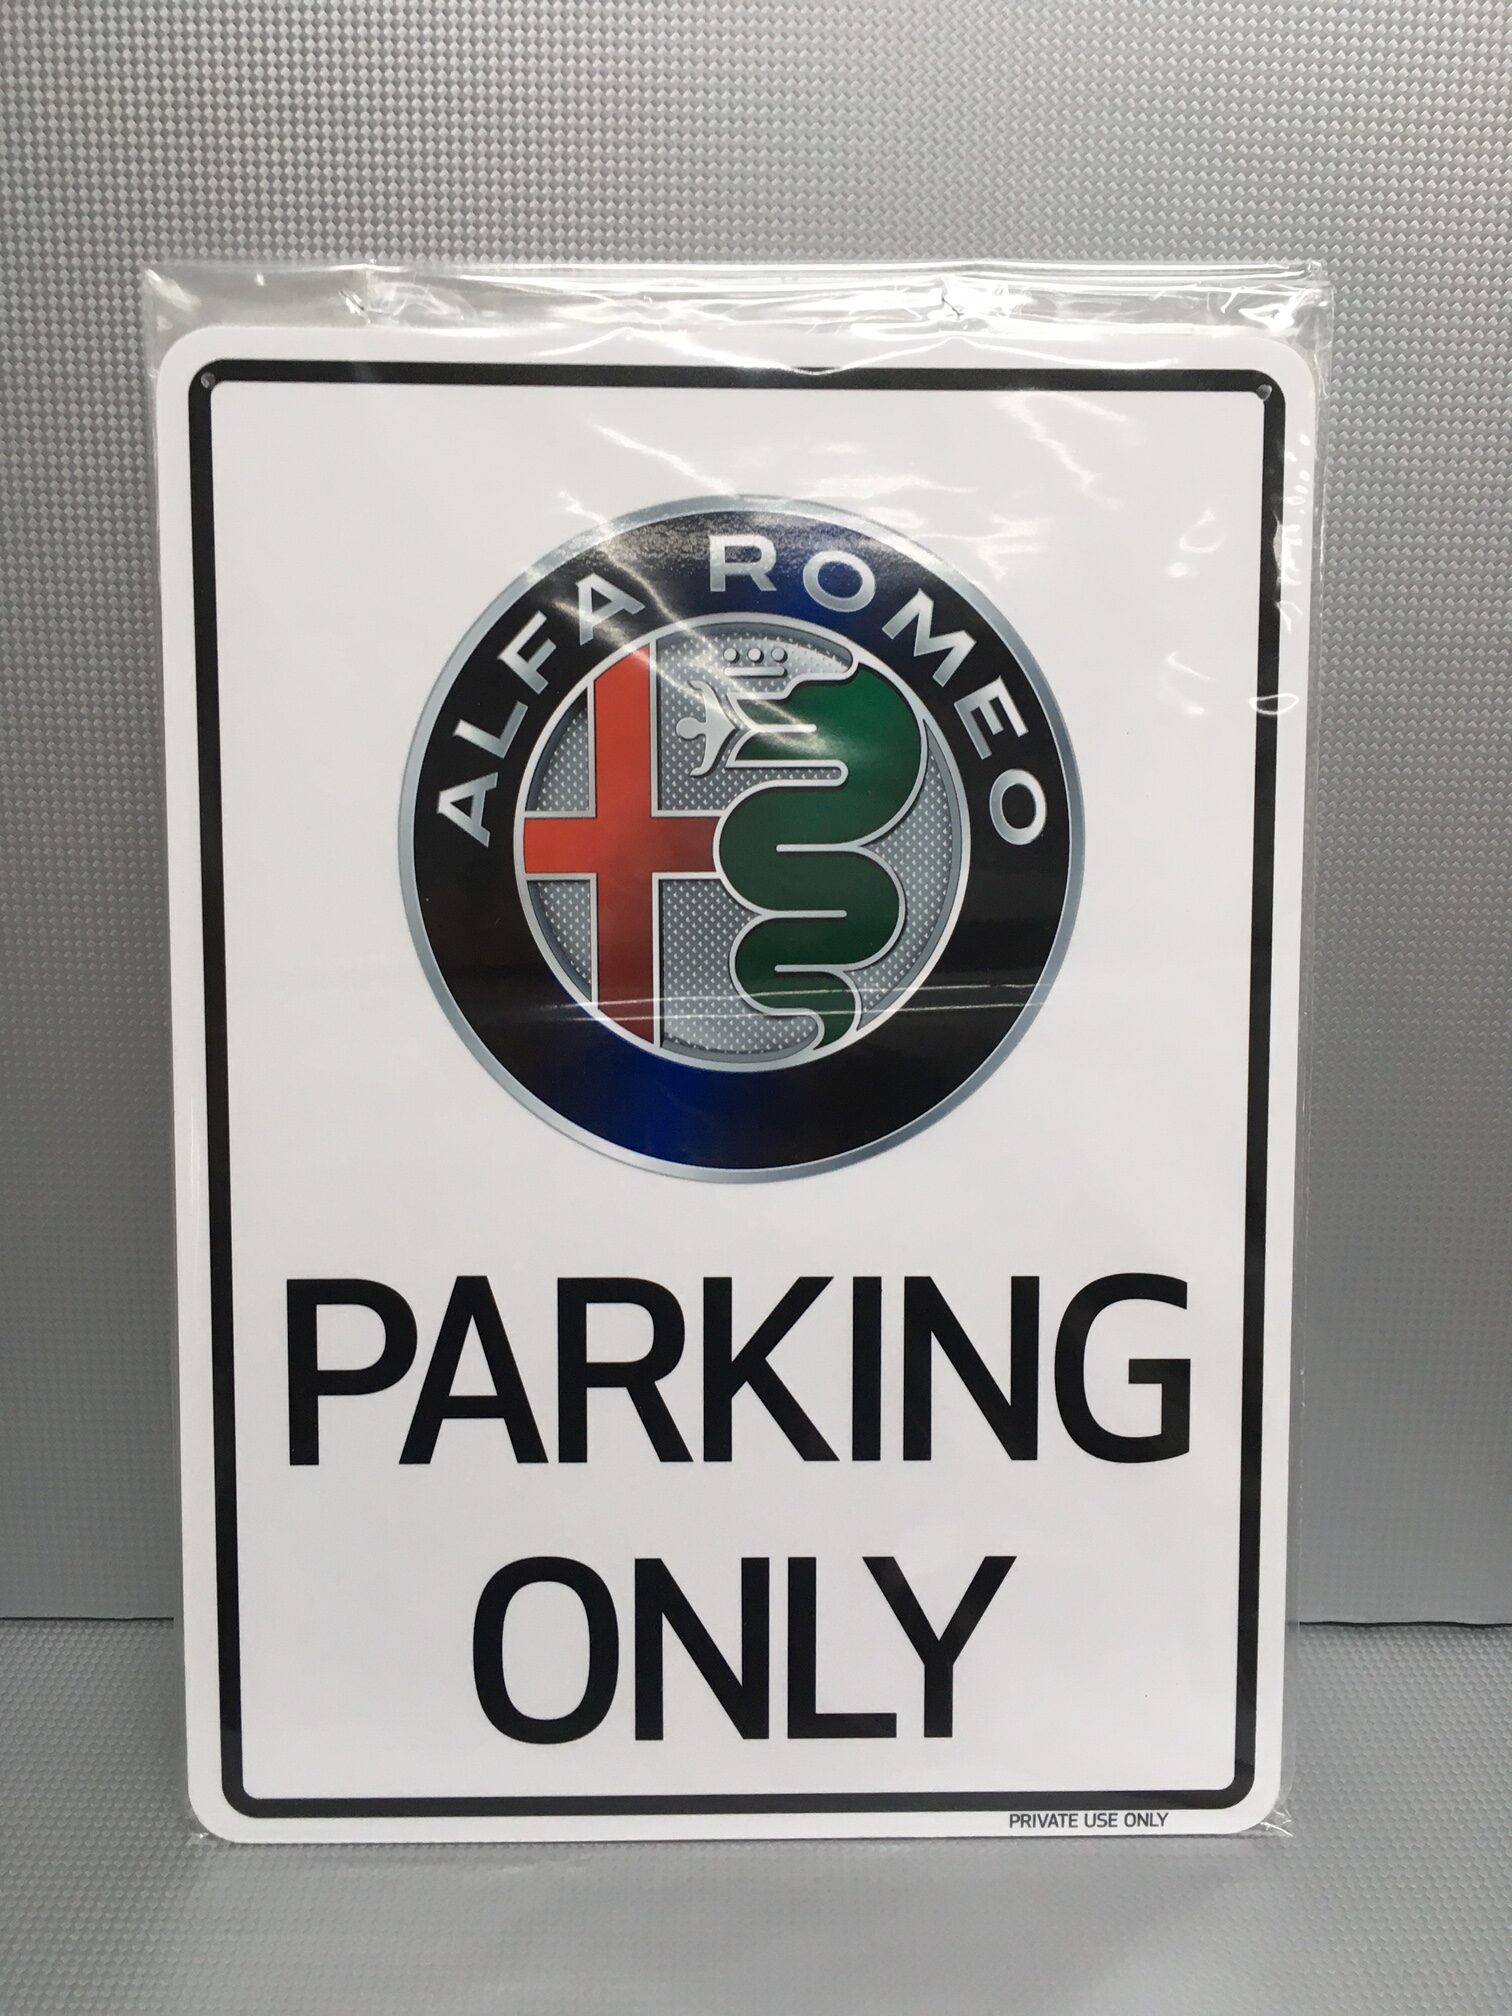 ALFA ROMEO
PARKING
ONLY
PRIVATE USE ONLY